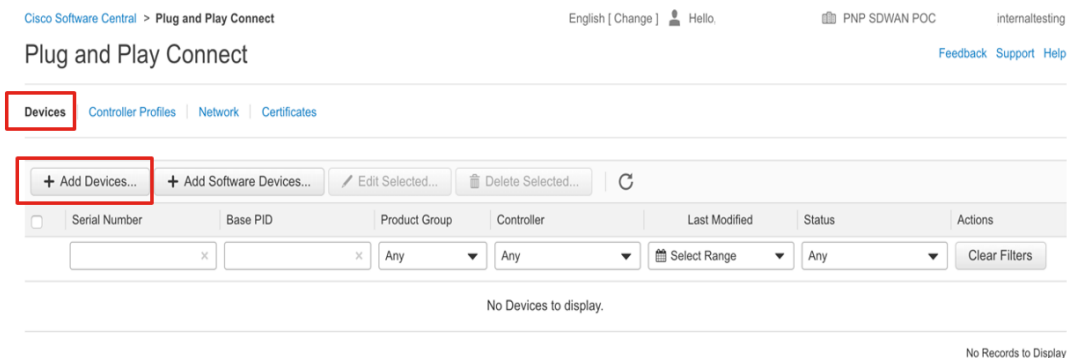 Cisco Software Central > Plug and Play Connect English [ Change ] Hello, PNP SDWAN POC internaltesting
Plug and Play Connect Feedback Support Help
Devices Controller Profiles Network Certificates
+ Add Devices... + Add Software Devices... Edit Selected... Delete Selected...
Serial Number Base PID Product Group Controller Last Modified Status Actions
× × Any Any Select Range Any Clear Filters
No Devices to display.
No Records to Display